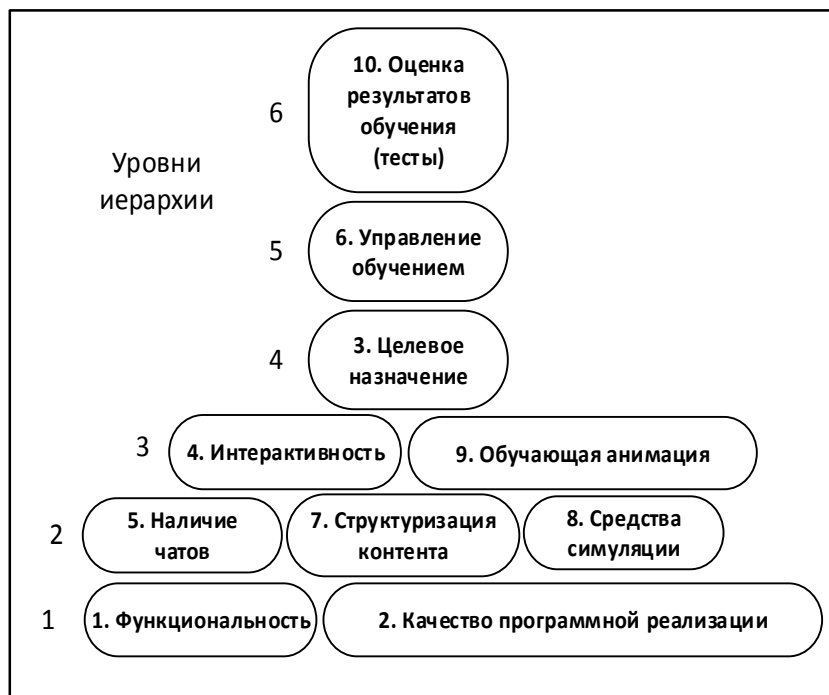 10. Оценка
результатов
обучения
(тесты)
6
Уровни
иерархии
6. Управление
обучением
5
3. Целевое
назначение
4
3
4. Интерактивность
9. Обучающая анимация
2
5. Наличие
чатов
7. Структуризация
контента
8. Средства
симуляции
1
1. Функциональность
2. Качество программной реализации